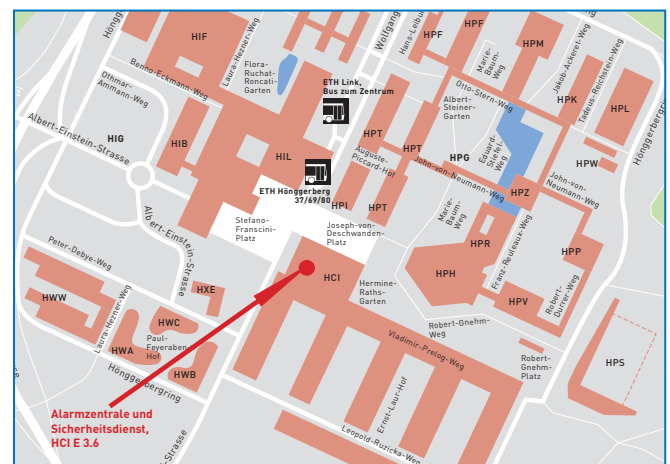 Höngg
HIF
Laura-Hezner-Weg
Flora-
Ruchat-
Roncati-
Garten
Benno-Eckmann-Weg
Othmar-
Ammann-Weg
Albert-Einstein-Strasse
HIG
HIB
HIL
ETH Link,
Bus zum Zentrum
ETH Hönggerberg
37/69/80
Wolfgang
Hans-Leibu
HPF
HPF
Marie-
Baum-
Weg
HPM
Jakob-Ackeret-Weg
Tadeus-Reichstein-Weg
HPK
HPL
Hönggerbergring
Otto-Stern-Weg
Albert-
Steiner-
Garten
Eduard-
Stiefel-
Weg
HPT
HPT
Auguste-
Piccard-Hof
HPG
John-von-Neumann-Weg
HPW
John-von-
Neumann-Weg
HPZ
HPI
HPT
Stefano-
Franscini-
Platz
Joseph-von-
Deschwanden-
Platz
Marie-
Baum-
Weg
HPR
Franz-Reuleaux-Weg
HPP
HPH
HPV
Robert-
Durrer-Weg
Albert-Einstein-Strasse
Peter-Debye-Weg
HWW
Laura-Hezner-Weg
HXE
HWC
Paul-
Feyeraben
Hof
HWA
HWB
Hönggerbergring
HCI
Hermine-
Raths-
Garten
Robert-Gnehm-
Weg
Vladimir-Prelog-Weg
Robert-
Gnehm-
Platz
HPS
Ernst-Laur-Hof
Leopold-Ruzicka-Weg
-Strasse
Alarmzentrale und
Sicherheitsdienst,
HCI E 3.6